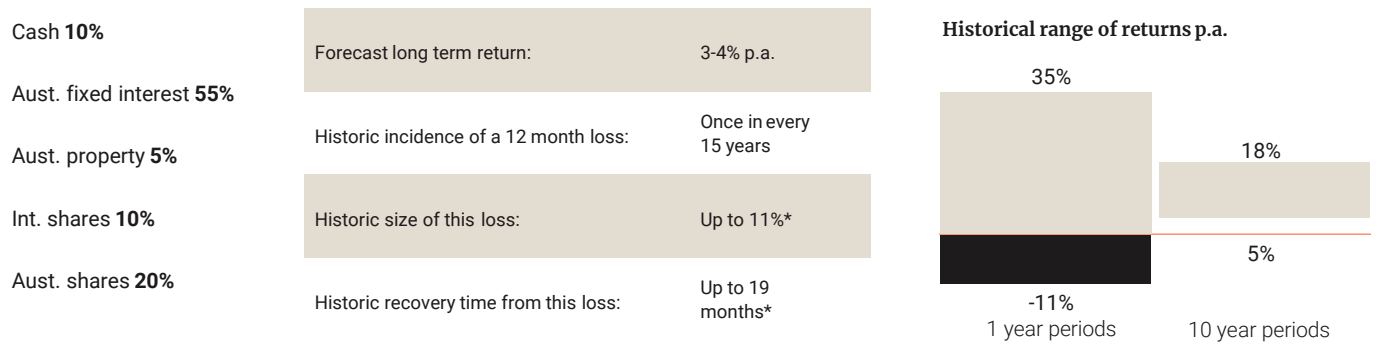 Cash 10%
Aust. fixed interest 55%
Aust. property 5%
Int. shares 10%
Aust. shares 20%
Forecast long term return: 3-4% p.a.
Historic incidence of a 12 month loss: Once in every
15 years
Historic size of this loss: Up to 11%*
Historic recovery time from this loss: Up to 19
months*
Historical range of returns p.a.
35%
18%
5%
-11%
1 year periods 10 year periods